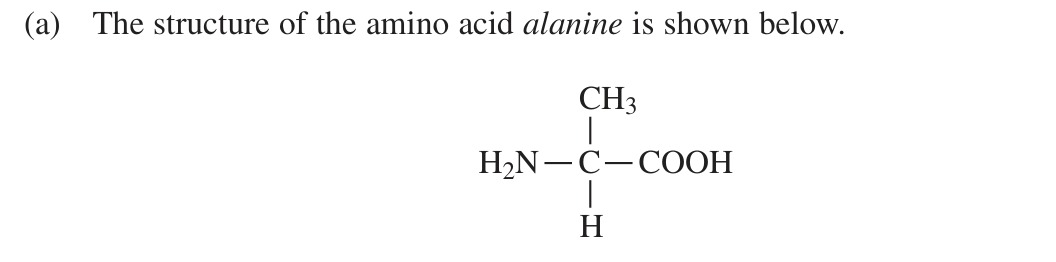 (a) The structure of the amino acid alanine is shown below.
CH₃
H₂N—C—COOH
H